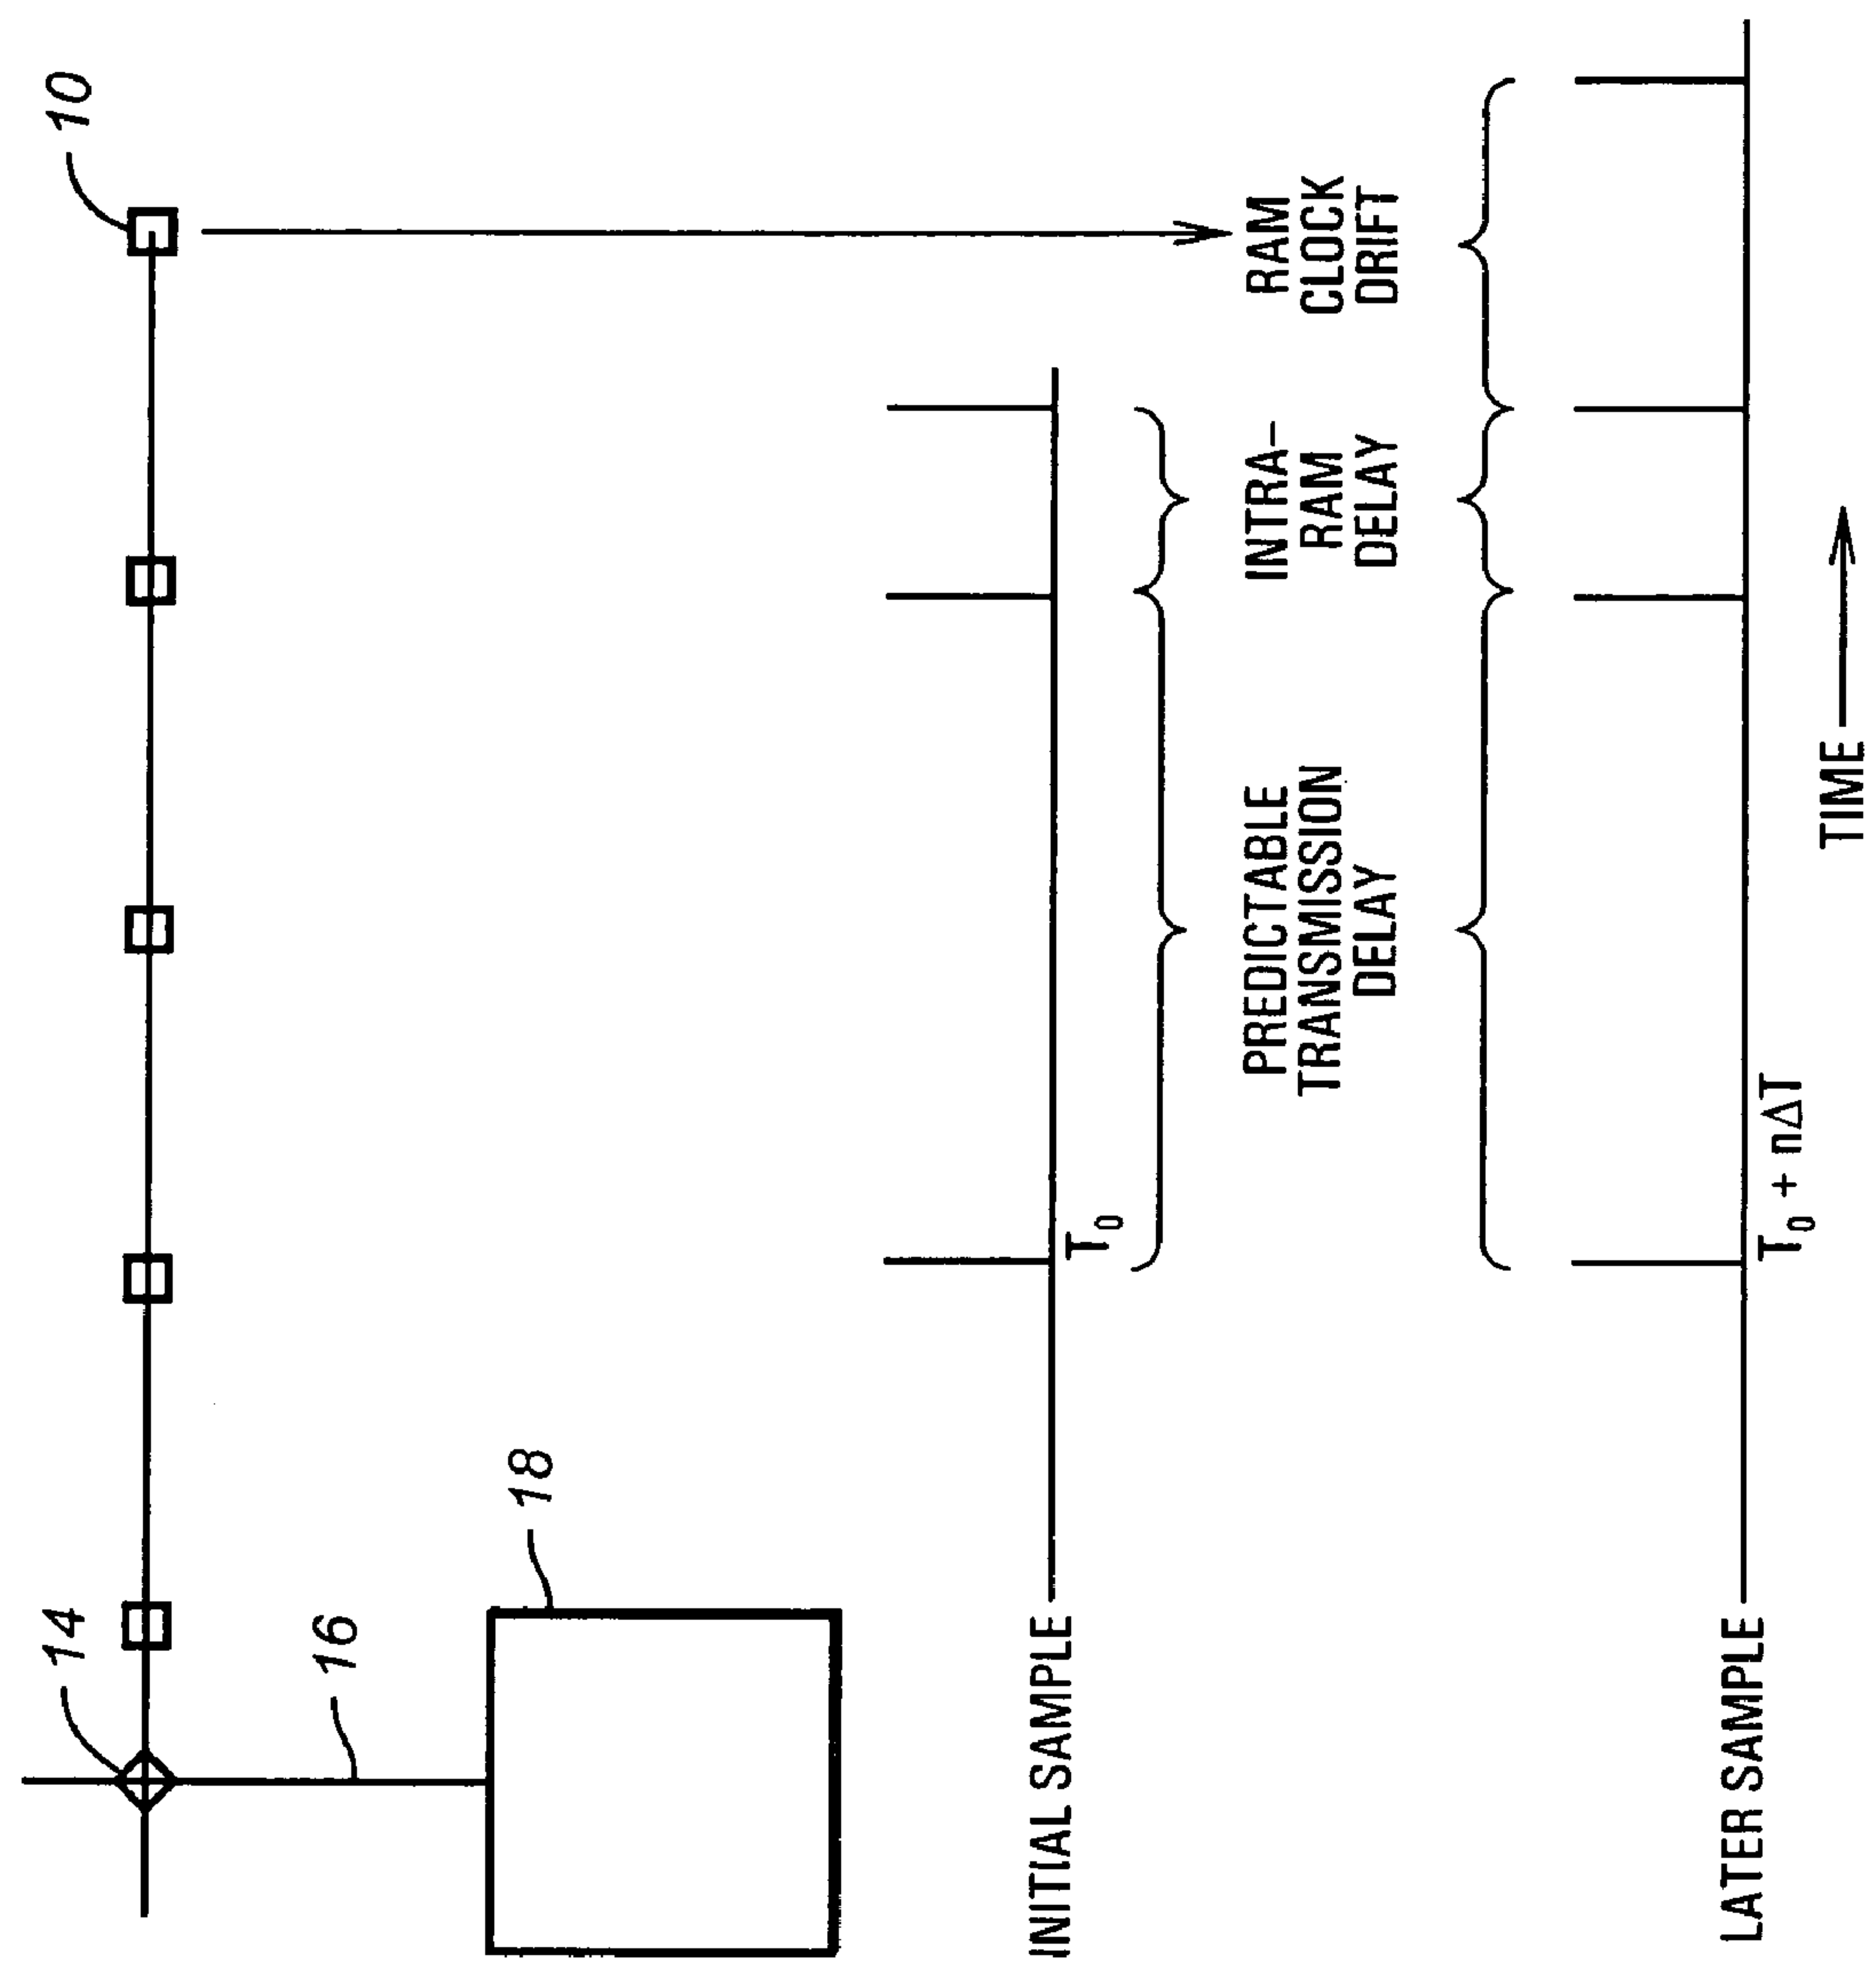 10
14
16
18
INITIAL SAMPLE
T0
PREDICTABLE
TRANSMISSION
DELAY
INTRA-
RAM
DELAY
RAM
CLOCK
DRIFT
LATER SAMPLE
T0 + nΔT
TIME